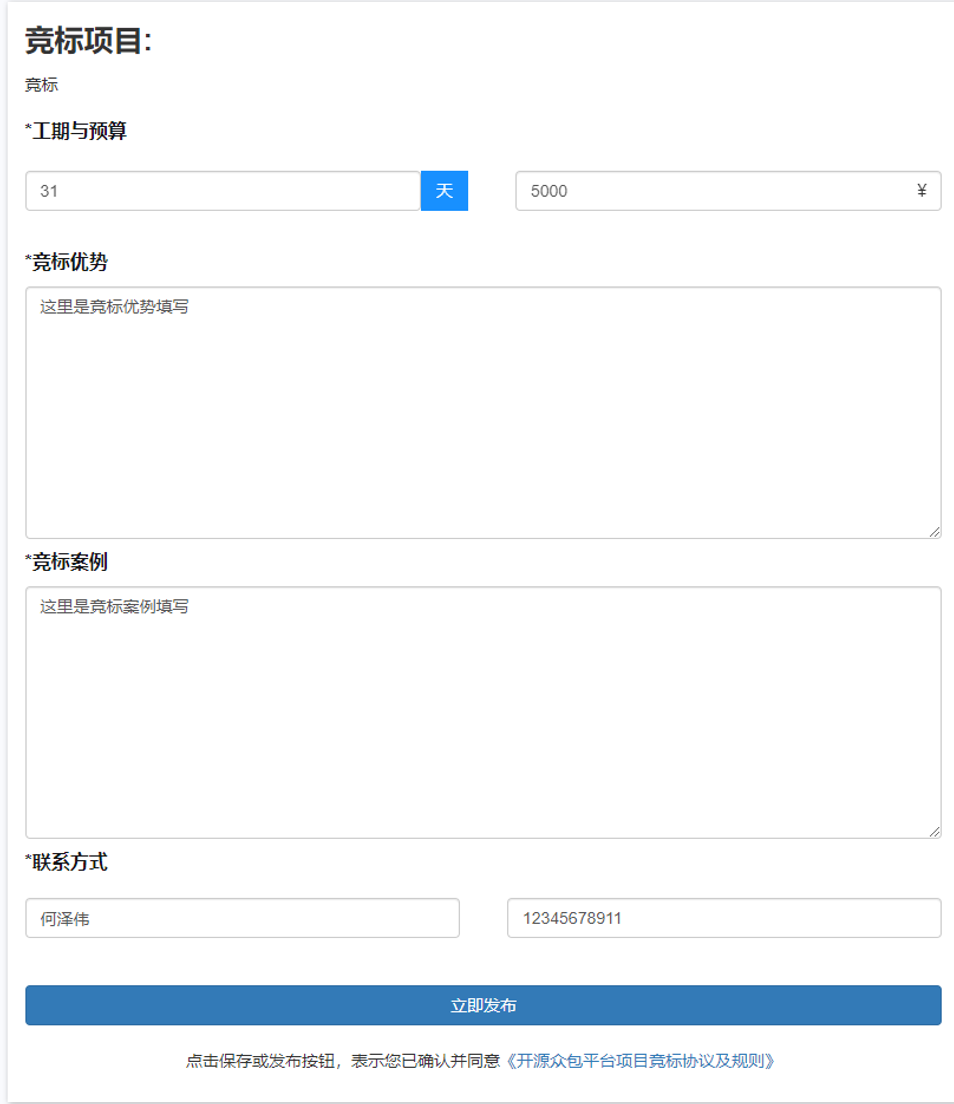 竞标项目:
竞标
*工期与预算
31 天 5000 ¥
*竞标优势
这里是竞标优势填写
*竞标案例
这里是竞标案例填写
*联系方式
何泽伟 12345678911
立即发布
点击保存或发布按钮，表示您已确认并同意《开源众包平台项目竞标协议及规则》